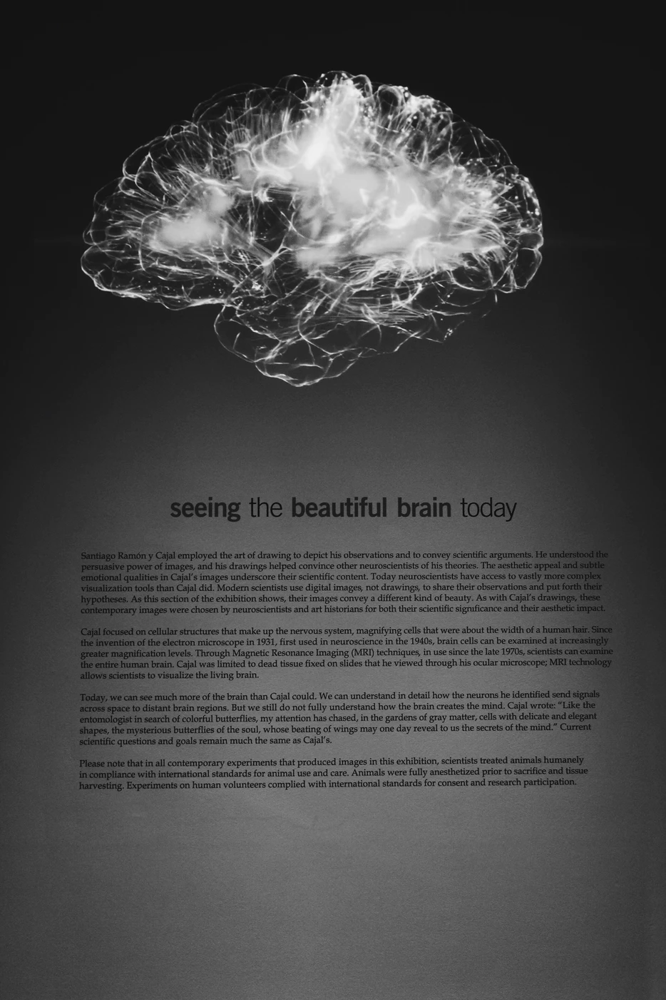 seeing the beautiful brain today
Santiago Ramón y Cajal employed the art of drawing to depict his observations and to convey scientific arguments. He understood the
persuasive power of images, and his drawings helped convince other neuroscientists of his theories. The aesthetic appeal and subtle
emotional qualities in Cajal's images underscore their scientific content. Today neuroscientists have access to vastly more complex
visualization tools than Cajal did. Modern scientists use digital images, not drawings, to share their observations and put forth their
hypotheses. As this section of the exhibition shows, their images convey a different kind of beauty. As with Cajal's drawings, these
contemporary images were chosen by neuroscientists and art historians for both their scientific significance and their aesthetic impact.
Cajal focused on cellular structures that make up the nervous system, magnifying cells that were about the width of a human hair. Since
the invention of the electron microscope in 1931, first used in neuroscience in the 1940s, brain cells can be examined at increasingly
greater magnification levels. Through Magnetic Resonance Imaging (MRI) techniques, in use since the late 1970s, scientists can examine
the entire human brain. Cajal was limited to dead tissue fixed on slides that he viewed through his ocular microscope; MRI technology
allows scientists to visualize the living brain.
Today, we can see much more of the brain than Cajal could. We can understand in detail how the neurons he identified send signals
across space to distant brain regions. But we still do not fully understand how the brain creates the mind. Cajal wrote: "Like the
entomologist in search of colorful butterflies, my attention has chased, in the gardens of gray matter, cells with delicate and elegant
shapes, the mysterious butterflies of the soul, whose beating of wings may one day reveal to us the secrets of the mind." Current
scientific questions and goals remain much the same as Cajal's.
Please note that in all contemporary experiments that produced images in this exhibition, scientists treated animals humanely
in compliance with international standards for animal use and care. Animals were fully anesthetized prior to sacrifice and tissue
harvesting. Experiments on human volunteers complied with international standards for consent and research participation.